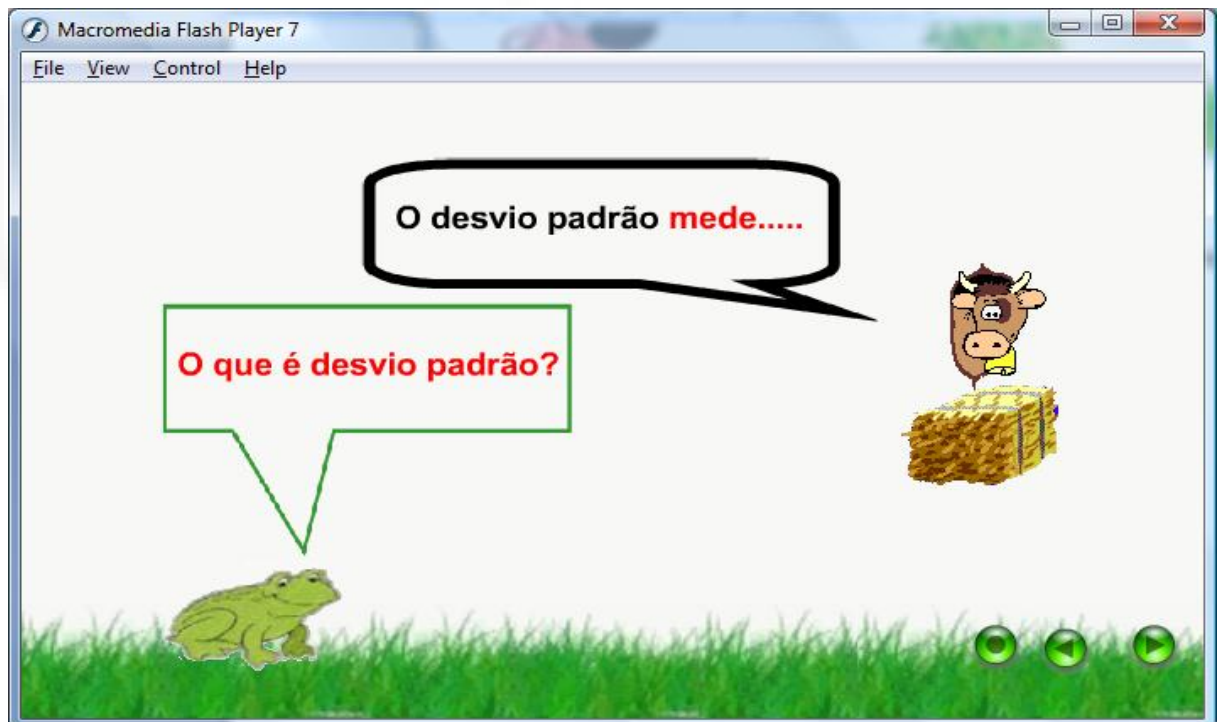 Macromedia Flash Player 7
File View Control Help
O desvio padrão mede.....
O que é desvio padrão?